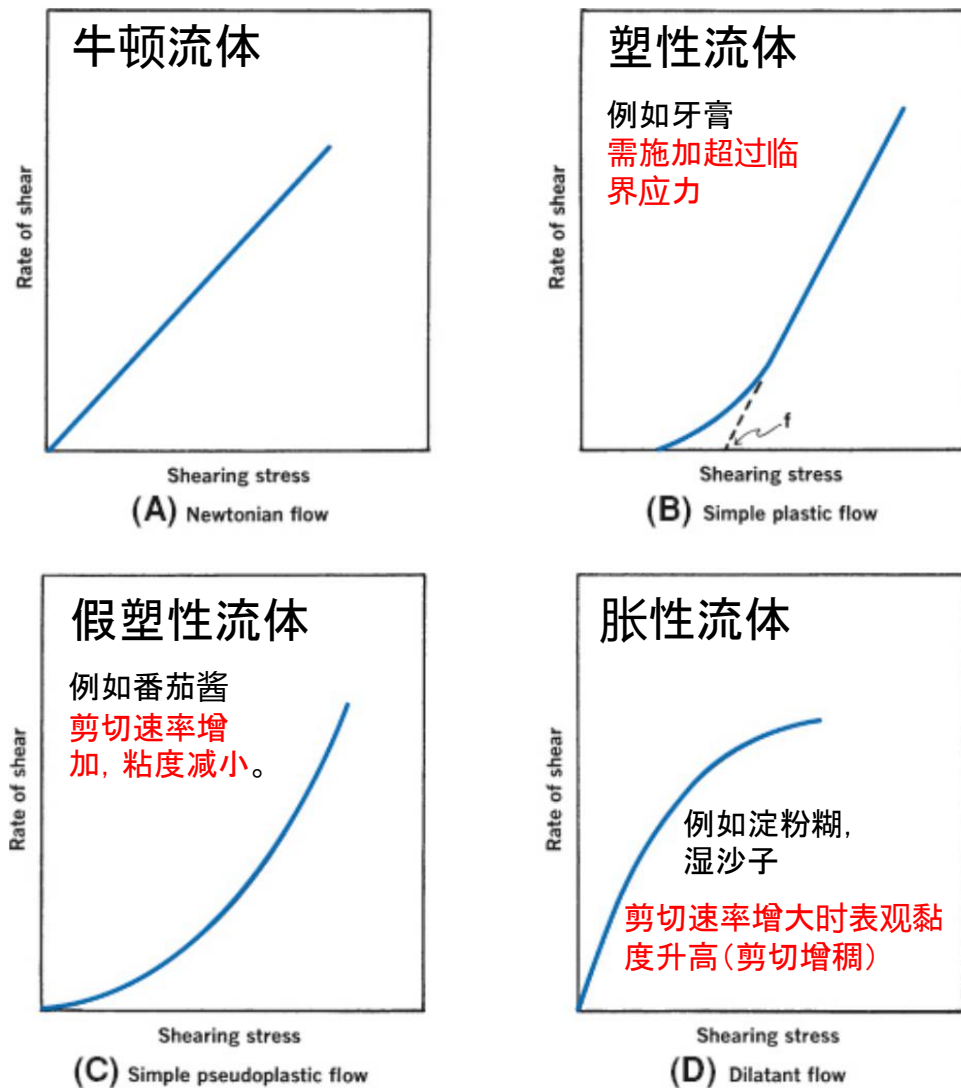 牛顿流体
Rate of shear
Shearing stress
(A) Newtonian flow
塑性流体
例如牙膏
需施加超过临
界应力
Rate of shear
f
Shearing stress
(B) Simple plastic flow
假塑性流体
例如番茄酱
剪切速率增
加, 粘度减小。
Rate of shear
Shearing stress
(C) Simple pseudoplastic flow
胀性流体
Rate of shear
例如淀粉糊,
湿沙子
剪切速率增大时表观黏
度升高(剪切增稠)
Shearing stress
(D) Dilatant flow